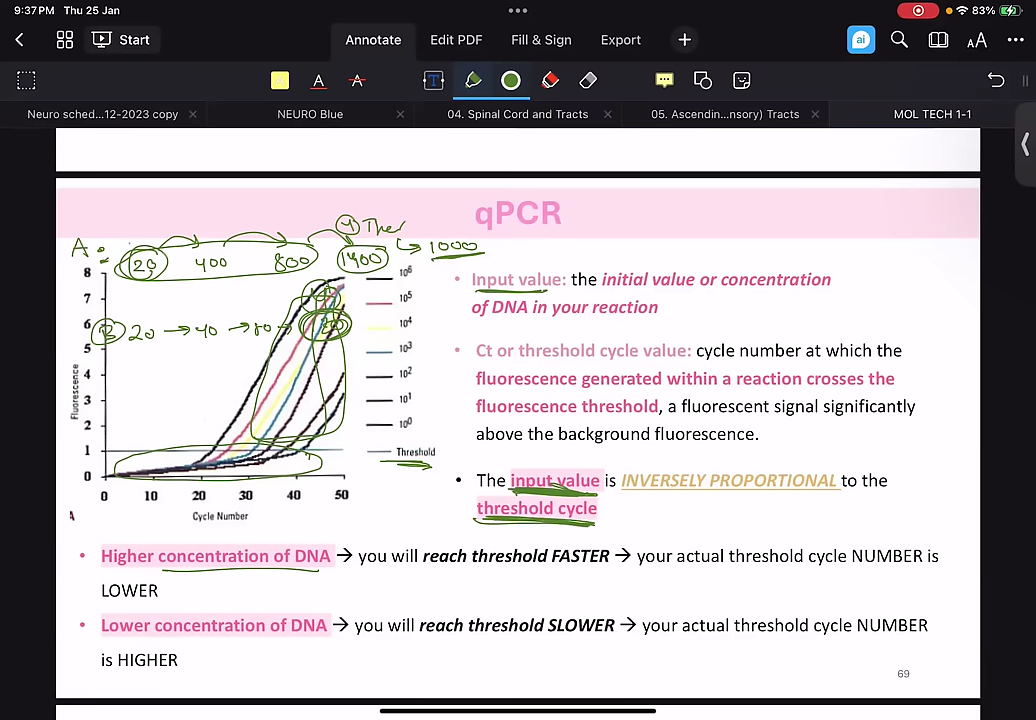 9:37PM Thu 25 Jan
83%
Start
Annotate
Edit PDF
Fill & Sign
Export
ai
Neuro sched....12-2023 copy
NEURO Blue
04. Spinal Cord and Tracts
05. Ascendin...nsory) Tracts
MOL TECH 1-1
qPCR
4 Ther
A: 20 400 800 → 1000
8
7
6
5
4
3
2
1
0
Fluorescence
B 20 → 40 → 80
0 10 20 30 40 50
Cycle Number
A
10⁶
10⁵
10⁴
10³
10²
10¹
10⁰
Threshold
• Input value: the initial value or concentration
of DNA in your reaction
• Ct or threshold cycle value: cycle number at which the
fluorescence generated within a reaction crosses the
fluorescence threshold, a fluorescent signal significantly
above the background fluorescence.
• The input value is INVERSELY PROPORTIONAL to the
threshold cycle
• Higher concentration of DNA → you will reach threshold FASTER → your actual threshold cycle NUMBER is
LOWER
• Lower concentration of DNA → you will reach threshold SLOWER → your actual threshold cycle NUMBER
is HIGHER
69